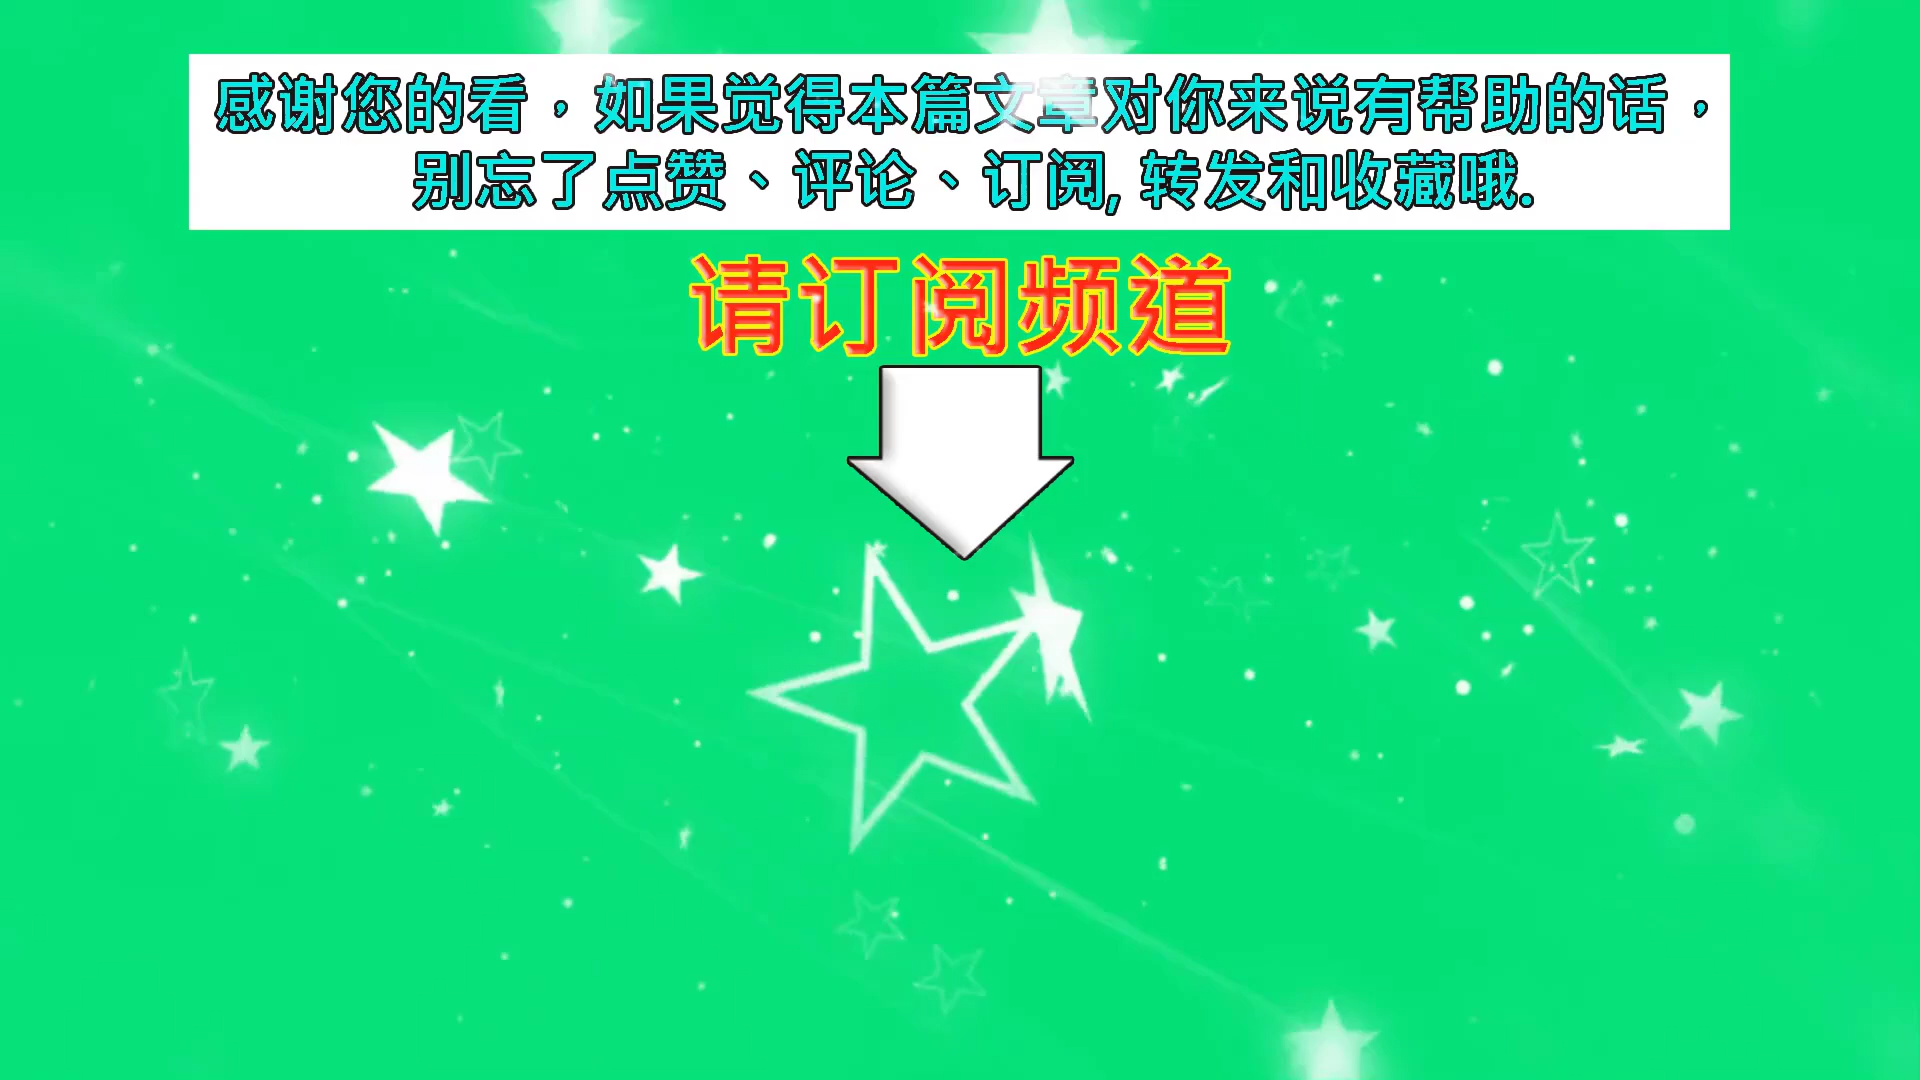 感谢您的看，如果觉得本篇文章对你来说有帮助的话，
别忘了点赞、评论、订阅, 转发和收藏哦.
请订阅频道